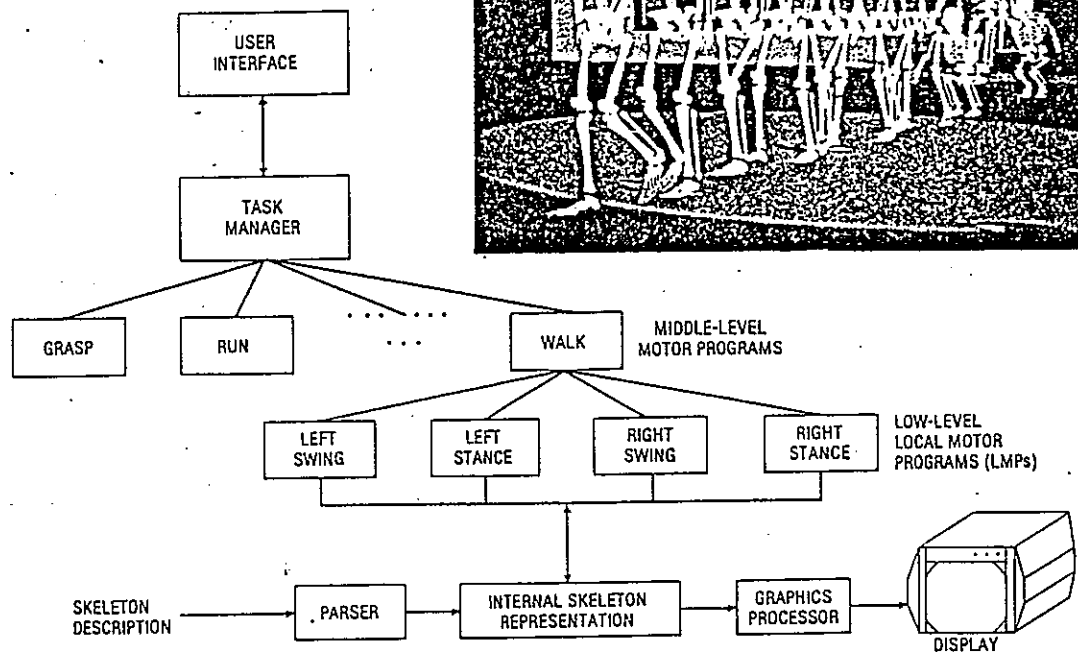 USER
INTERFACE
TASK
MANAGER
GRASP
RUN
WALK
MIDDLE-LEVEL
MOTOR PROGRAMS
LEFT
SWING
LEFT
STANCE
RIGHT
SWING
RIGHT
STANCE
LOW-LEVEL
LOCAL MOTOR
PROGRAMS (LMPs)
SKELETON
DESCRIPTION
PARSER
INTERNAL SKELETON
REPRESENTATION
GRAPHICS
PROCESSOR
DISPLAY